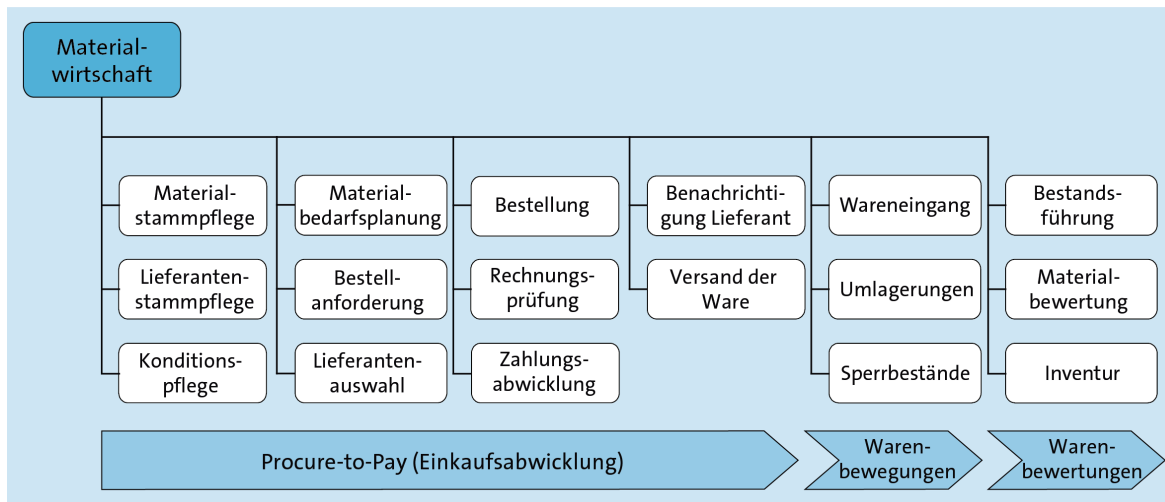 Material-
wirtschaft
Material-
stammpflege
Lieferanten-
stammpflege
Konditions-
pflege
Material-
bedarfsplanung
Bestell-
anforderung
Lieferanten-
auswahl
Bestellung
Rechnungs-
prüfung
Zahlungs-
abwicklung
Benachrichti-
gung Lieferant
Versand der
Ware
Wareneingang
Umlagerungen
Sperrbestände
Bestands-
führung
Material-
bewertung
Inventur
Procure-to-Pay (Einkaufsabwicklung)
Waren-
bewegungen
Waren-
bewertungen